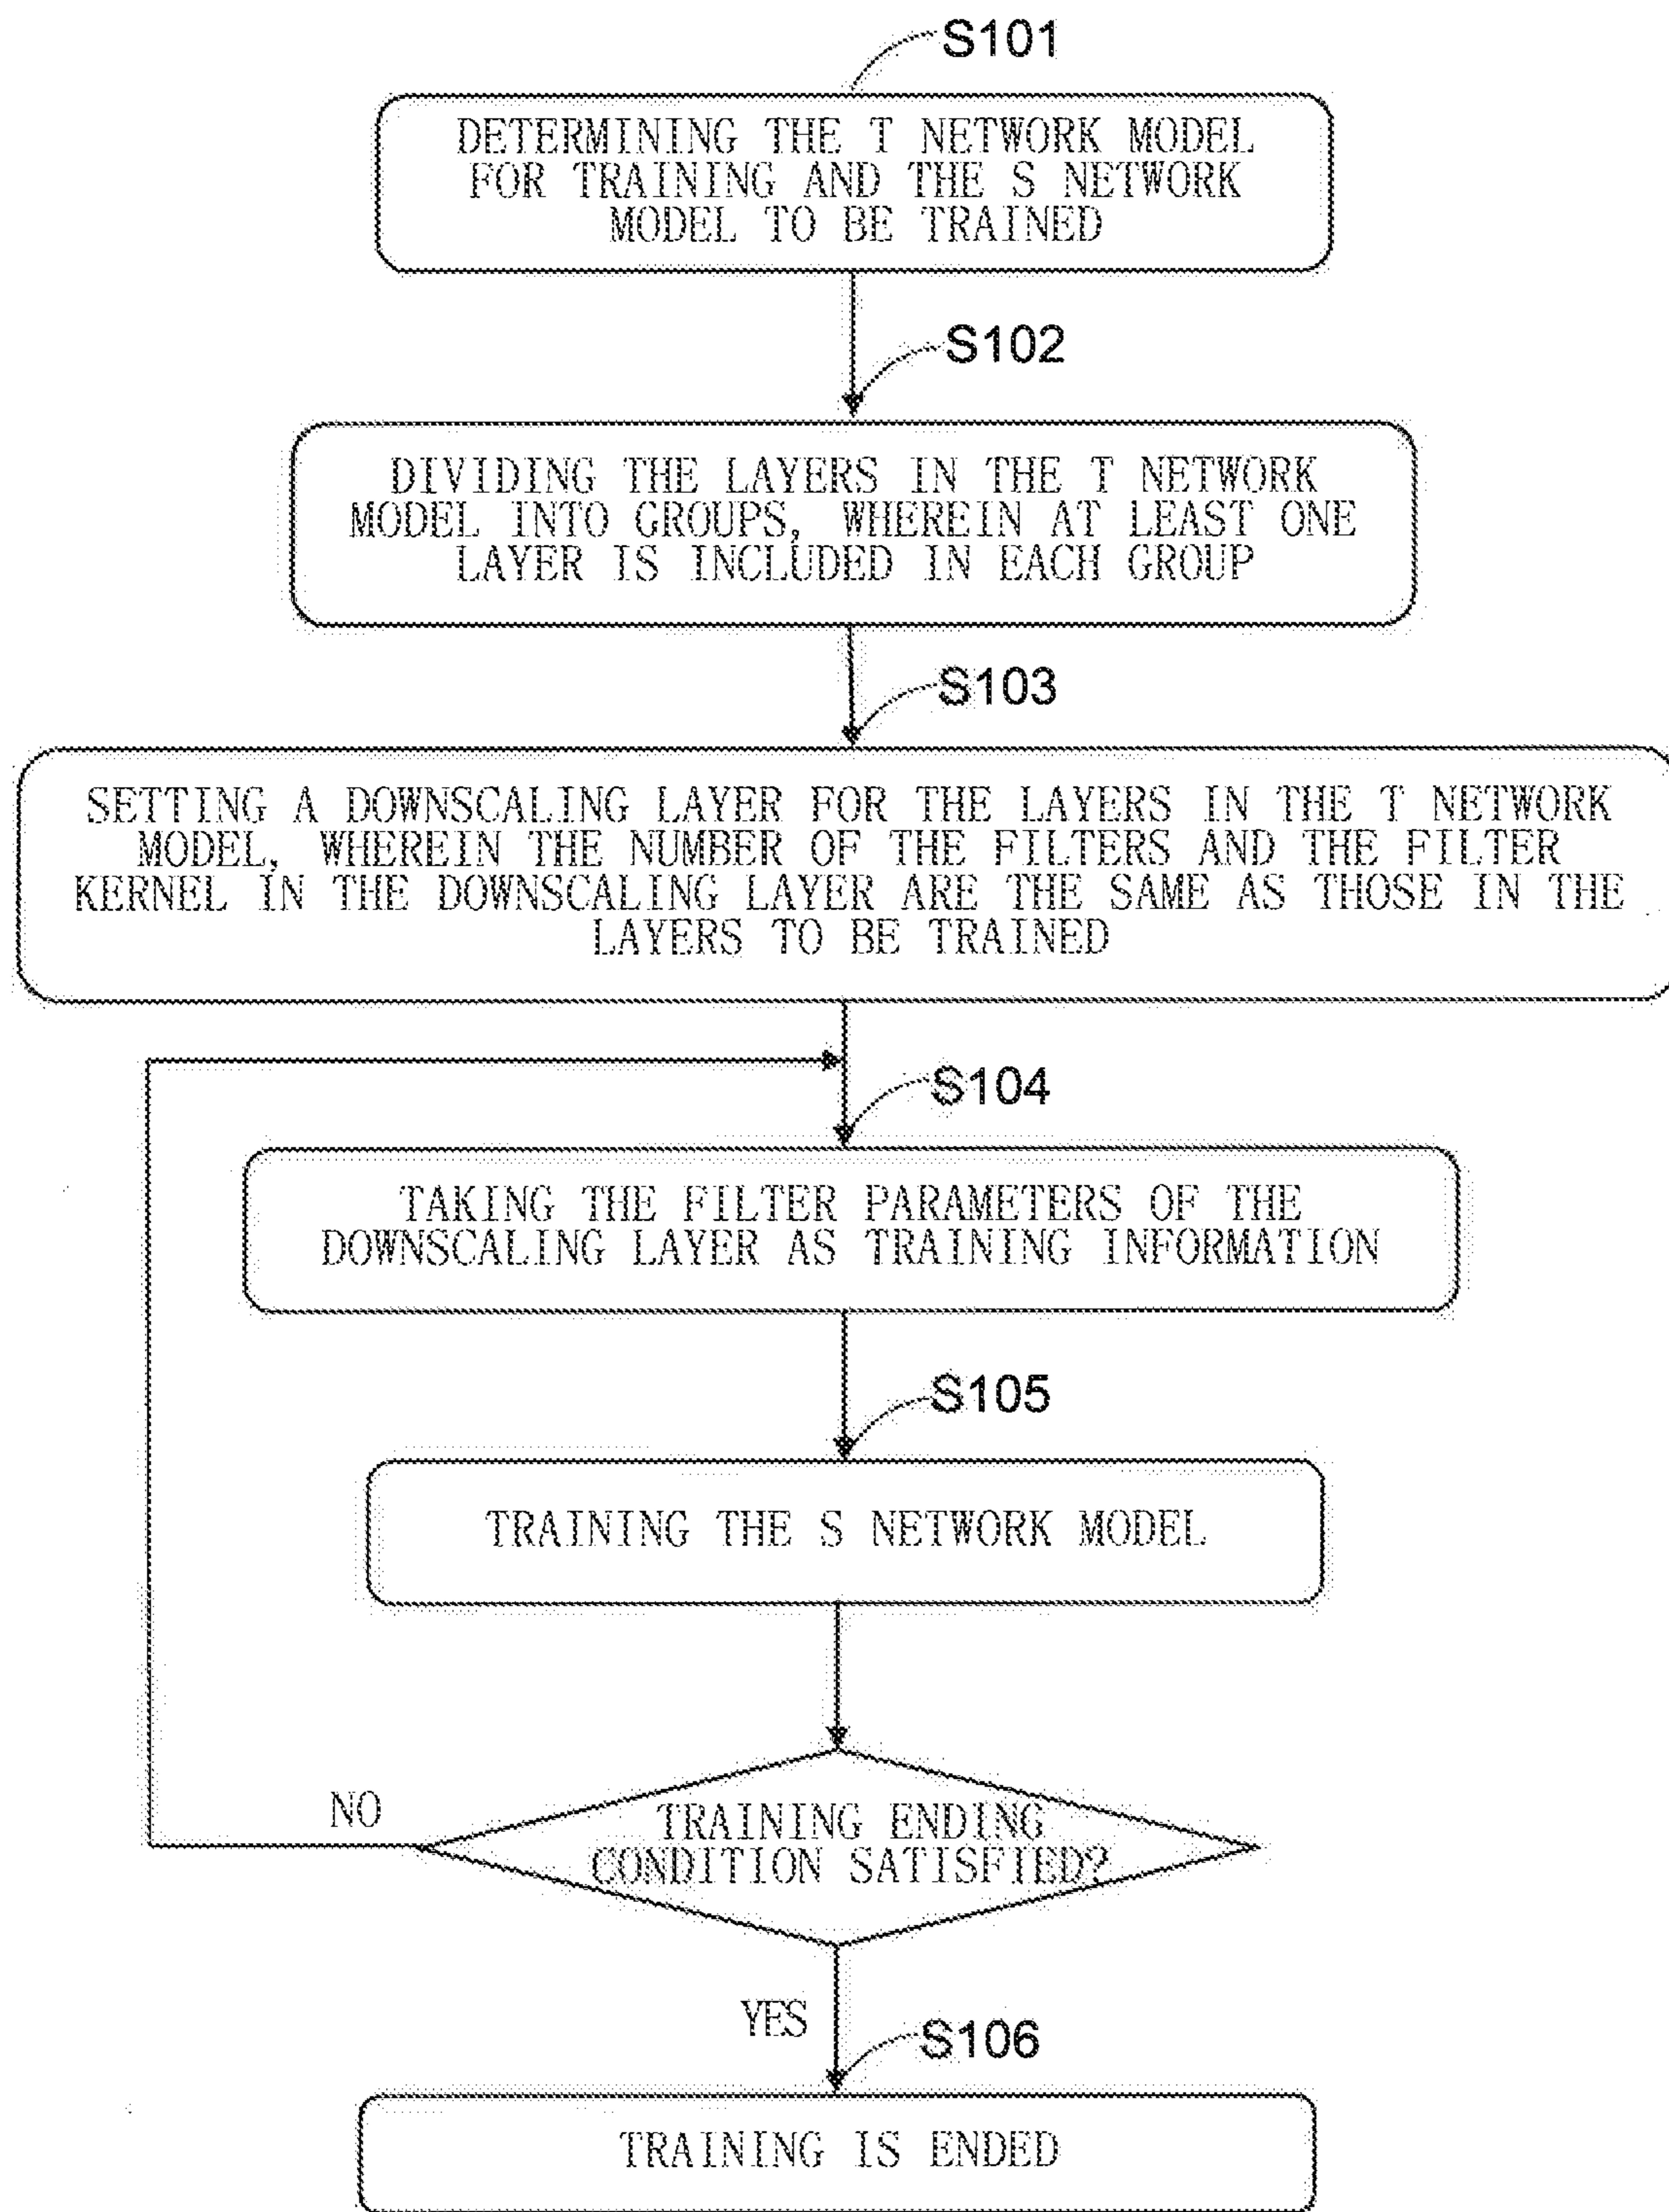 S101
DETERMINING THE T NETWORK MODEL
FOR TRAINING AND THE S NETWORK
MODEL TO BE TRAINED
S102
DIVIDING THE LAYERS IN THE T NETWORK
MODEL INTO GROUPS, WHEREIN AT LEAST ONE
LAYER IS INCLUDED IN EACH GROUP
S103
SETTING A DOWNSCALING LAYER FOR THE LAYERS IN THE T NETWORK
MODEL, WHEREIN THE NUMBER OF THE FILTERS AND THE FILTER
KERNEL IN THE DOWNSCALING LAYER ARE THE SAME AS THOSE IN THE
LAYERS TO BE TRAINED
S104
TAKING THE FILTER PARAMETERS OF THE
DOWNSCALING LAYER AS TRAINING INFORMATION
S105
TRAINING THE S NETWORK MODEL
NO
TRAINING ENDING
CONDITION SATISFIED?
YES
S106
TRAINING IS ENDED